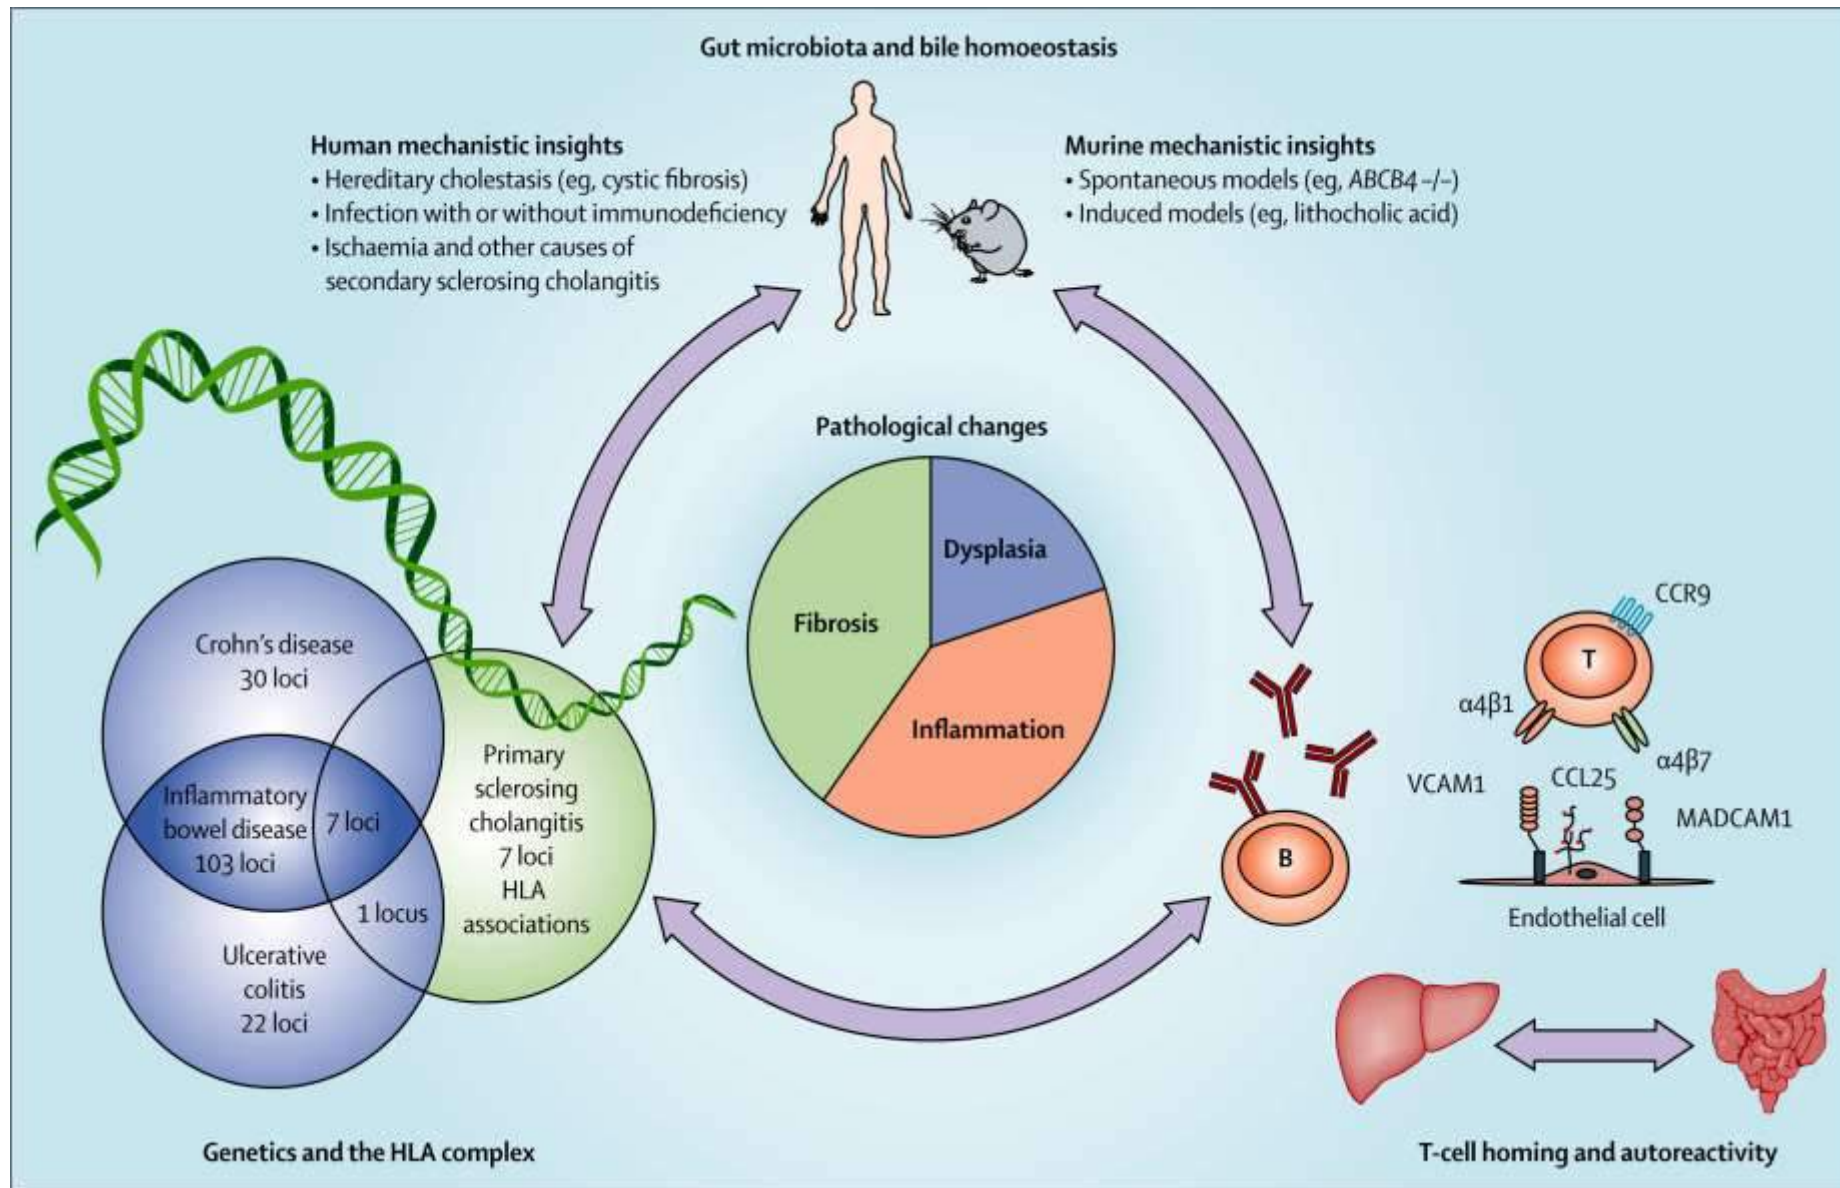 Gut microbiota and bile homoeostasis
Human mechanistic insights
• Hereditary cholestasis (eg, cystic fibrosis)
• Infection with or without immunodeficiency
• Ischaemia and other causes of
secondary sclerosing cholangitis
Murine mechanistic insights
• Spontaneous models (eg, ABCB4 –/–)
• Induced models (eg, lithocholic acid)
Pathological changes
Dysplasia
Fibrosis
Inflammation
Crohn's disease
30 loci
Inflammatory
bowel disease
103 loci
7 loci
1 locus
Ulcerative
colitis
22 loci
Primary
sclerosing
cholangitis
7 loci
HLA
associations
Genetics and the HLA complex
CCR9
T
α4β1
α4β7
VCAM1
CCL25
MADCAM1
B
Endothelial cell
T-cell homing and autoreactivity